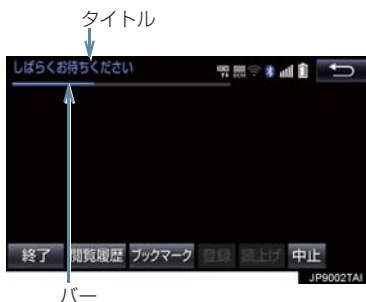 タイトル
しばらくお待ちください
終了 閲覧履歴 ブックマーク 登録 読上げ 中止
JP9002TAI
バー